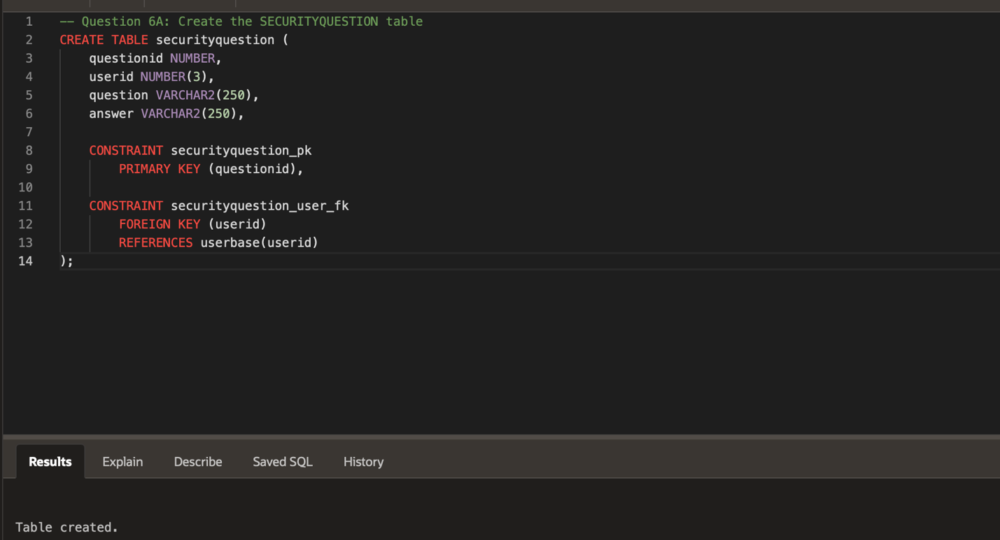 1 -- Question 6A: Create the SECURITYQUESTION table
2 CREATE TABLE securityquestion (
3 questionid NUMBER,
4 userid NUMBER(3),
5 question VARCHAR2(250),
6 answer VARCHAR2(250),
7
8 CONSTRAINT securityquestion_pk
9 PRIMARY KEY (questionid),
10
11 CONSTRAINT securityquestion_user_fk
12 FOREIGN KEY (userid)
13 REFERENCES userbase(userid)
14 );
Results Explain Describe Saved SQL History
Table created.